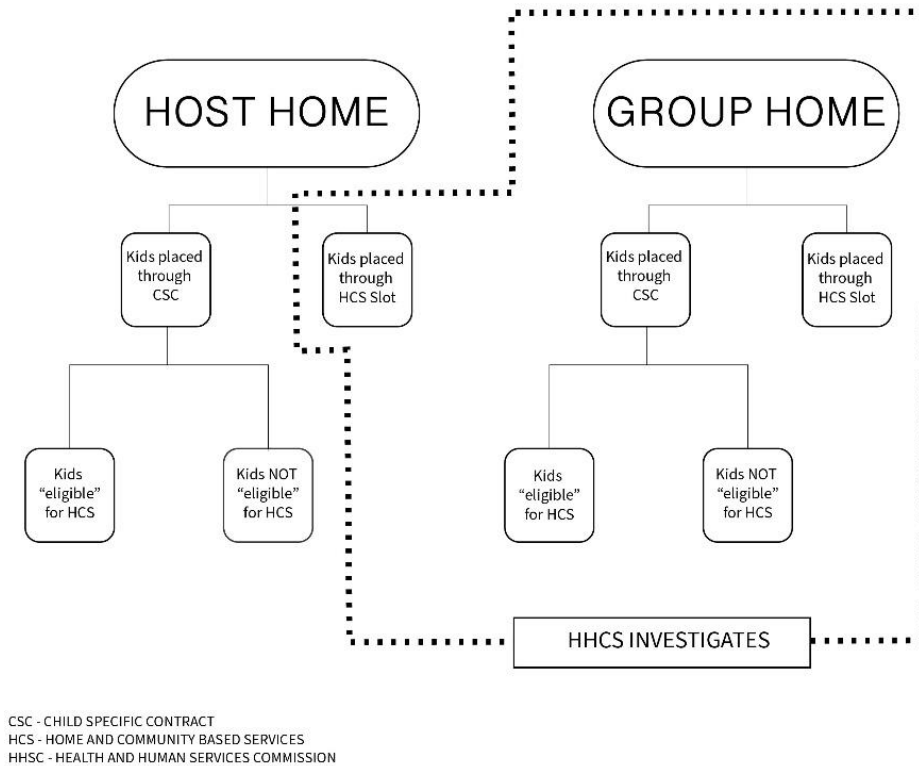 HOST HOME
GROUP HOME
Kids placed
through
CSC
Kids placed
through
HCS Slot
Kids placed
through
CSC
Kids placed
through
HCS Slot
Kids
“eligible”
for HCS
Kids NOT
“eligible”
for HCS
Kids
“eligible”
for HCS
Kids NOT
“eligible”
for HCS
HHCS INVESTIGATES
CSC - CHILD SPECIFIC CONTRACT
HCS - HOME AND COMMUNITY BASED SERVICES
HHSC - HEALTH AND HUMAN SERVICES COMMISSION